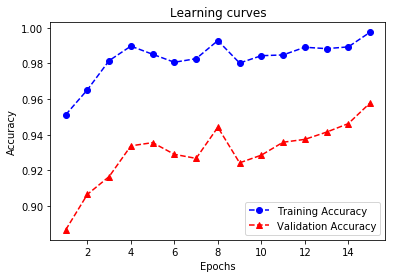 Learning curves
1.00
0.98
0.96
0.94
0.92
0.90
Accuracy
2 4 6 8 10 12 14
Epochs
Training Accuracy
Validation Accuracy